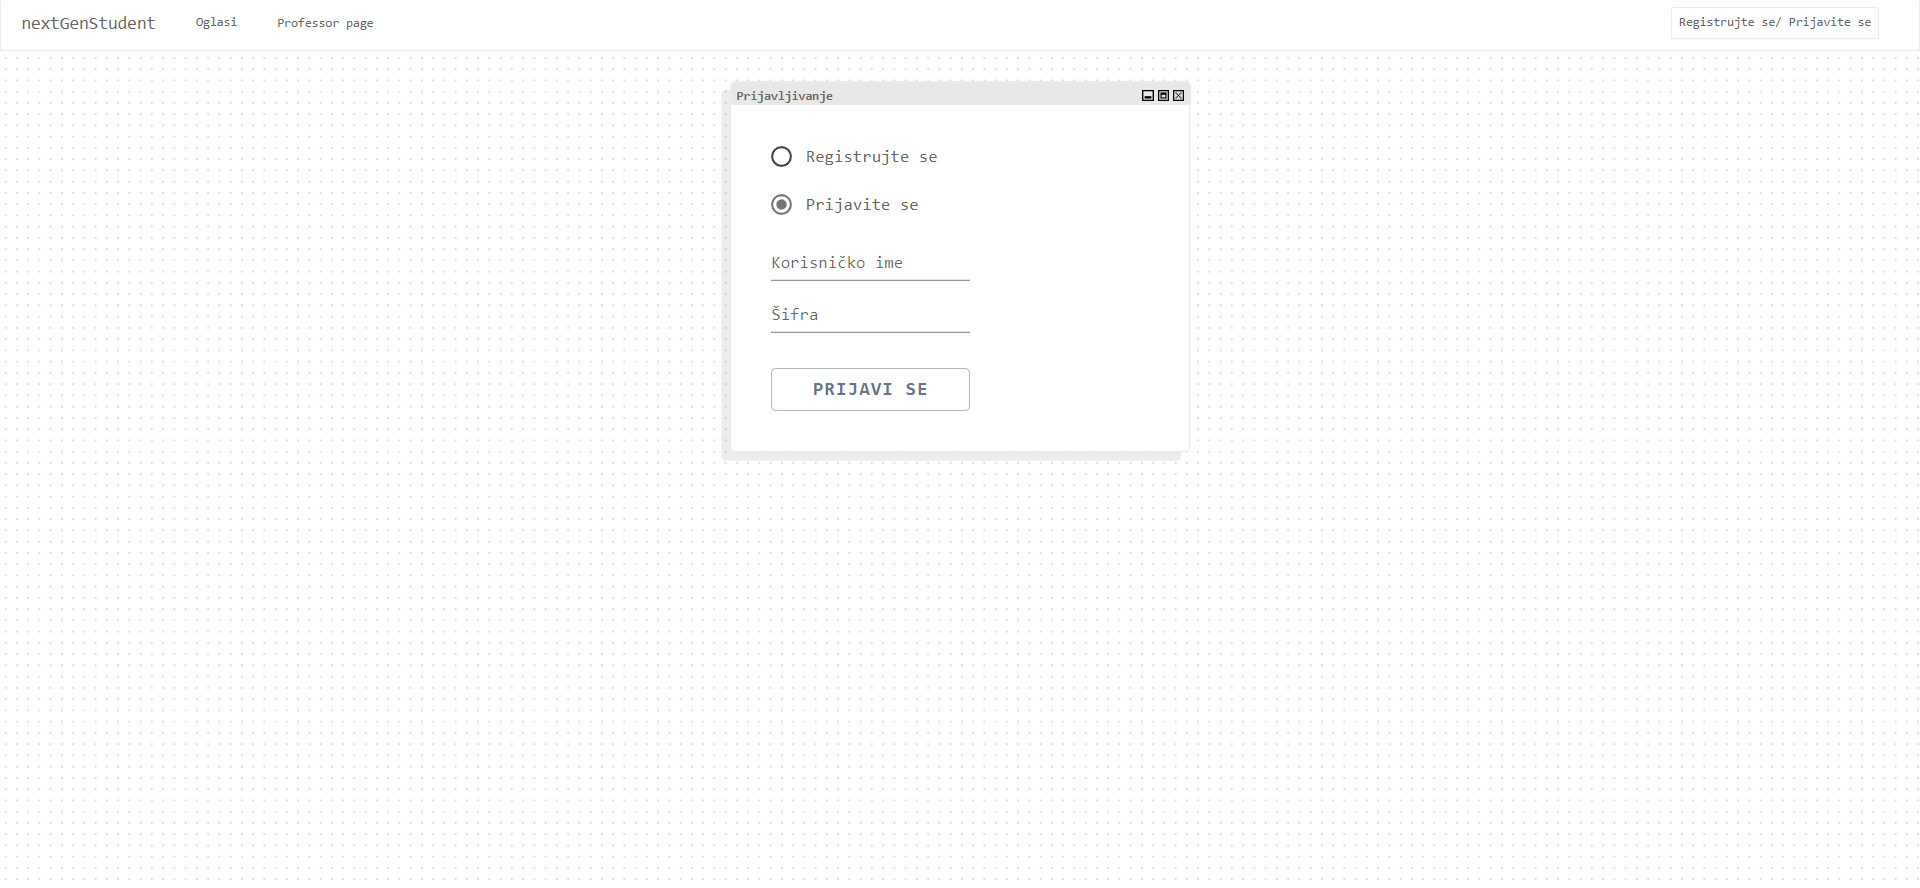 nextGenStudent Oglasi Professor page Registrujte se/ Prijavite se
Prijavljivanje
Registrujte se
Prijavite se
Korisničko ime
Šifra
PRIJAVI SE